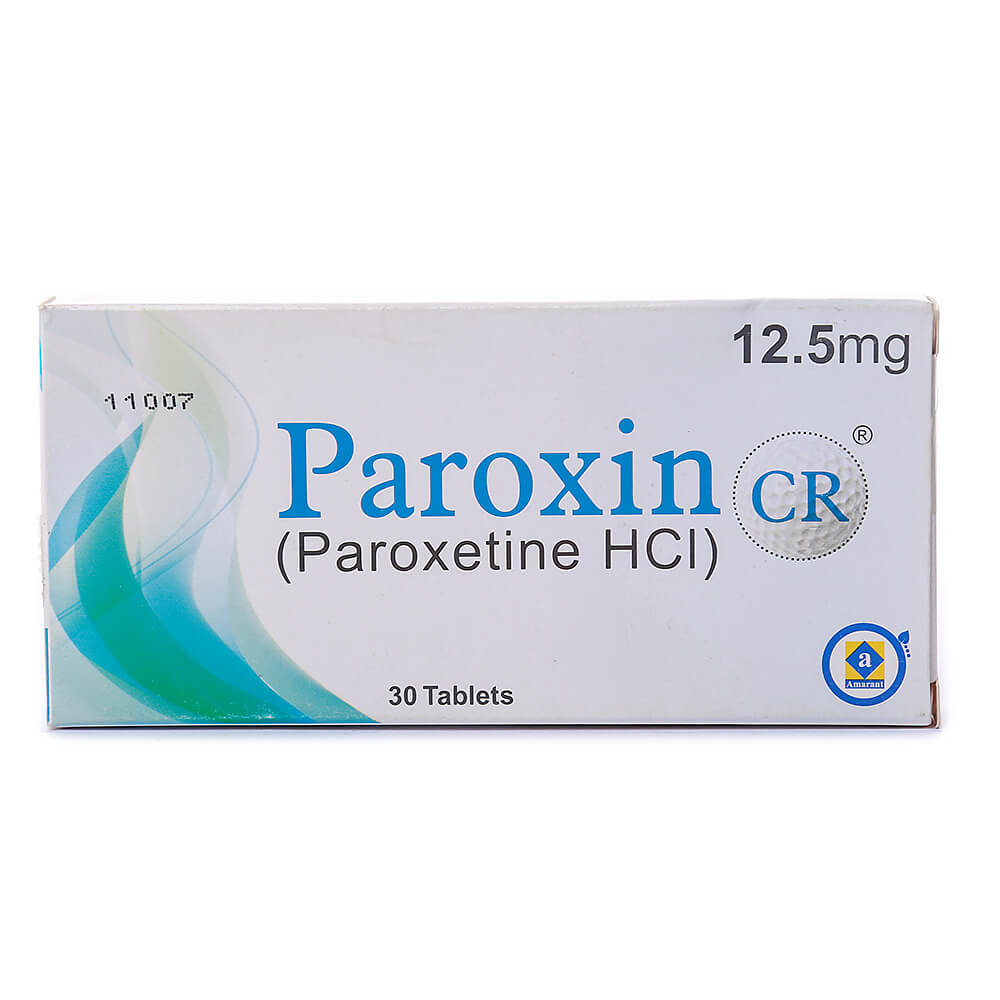 12.5mg
11007
Paroxin CR ®
(Paroxetine HCl)
30 Tablets
a
Amarant